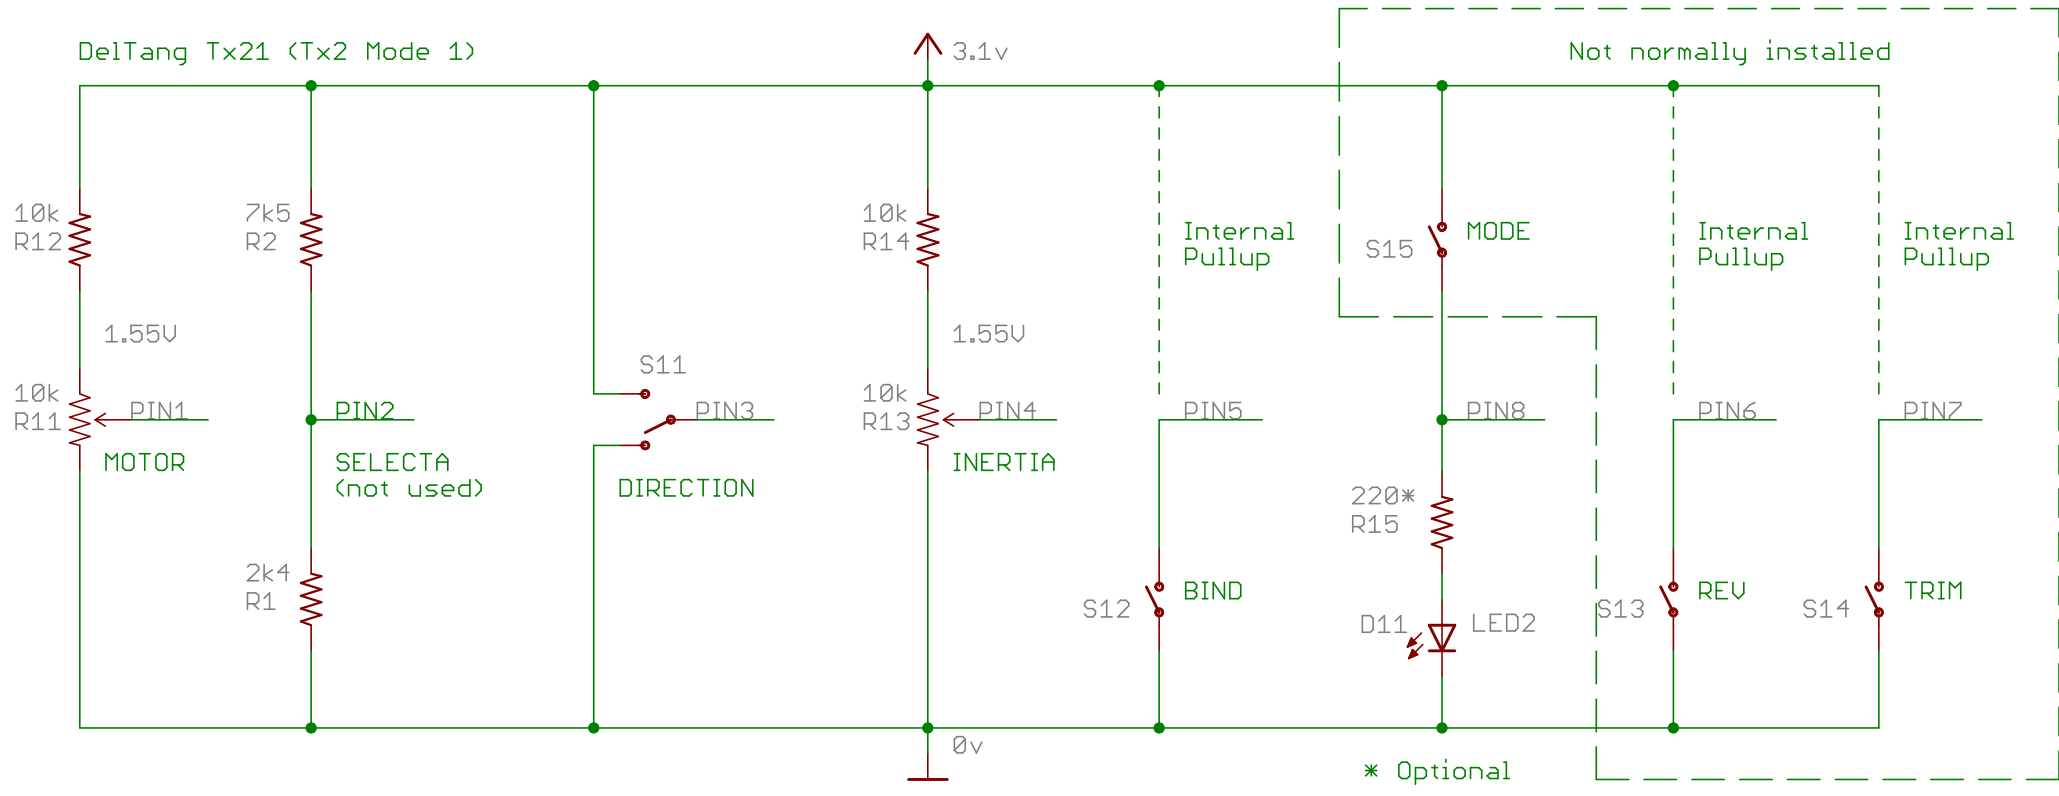 DelTang Tx21 (Tx2 Mode 1)
3.1v
Not normally installed
10k
R12
7k5
R2
10k
R14
Internal
Pullup
S15
MODE
Internal
Pullup
Internal
Pullup
1.55V
1.55V
S11
10k
R11
PIN1
PIN2
PIN3
10k
R13
PIN4
PIN5
PIN8
PIN6
PIN7
MOTOR
SELECTA
(not used)
DIRECTION
INERTIA
220*
R15
2k4
R1
S12
BIND
D11
LED2
S13
REV
S14
TRIM
0v
* Optional